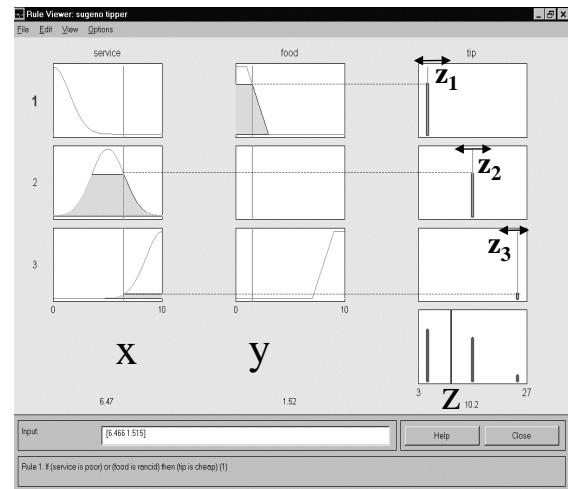 Rule Viewer: sugeno tipper
File Edit View Options
service food tip
1
z1
2
z2
3
z3
0 10 0 10
x y
3 27
Z 10.2
6.47 1.52
Input: [6.466 1.515] Help Close
Rule 1. If (service is poor) or (food is rancid) then (tip is cheap) (1)